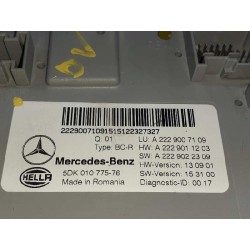 22290071091515122327327
Q: 01
LU: A 222 900 71 09
Type: BC-R
HW: A 222 901 12 03
SW: A 222 902 23 09
Mercedes-Benz
HW-Version: 13.09 01
5DK 010 775-76
SW-Version: 15.31 00
HELLA
Made in Romania
Diagnostic-ID: 00 17